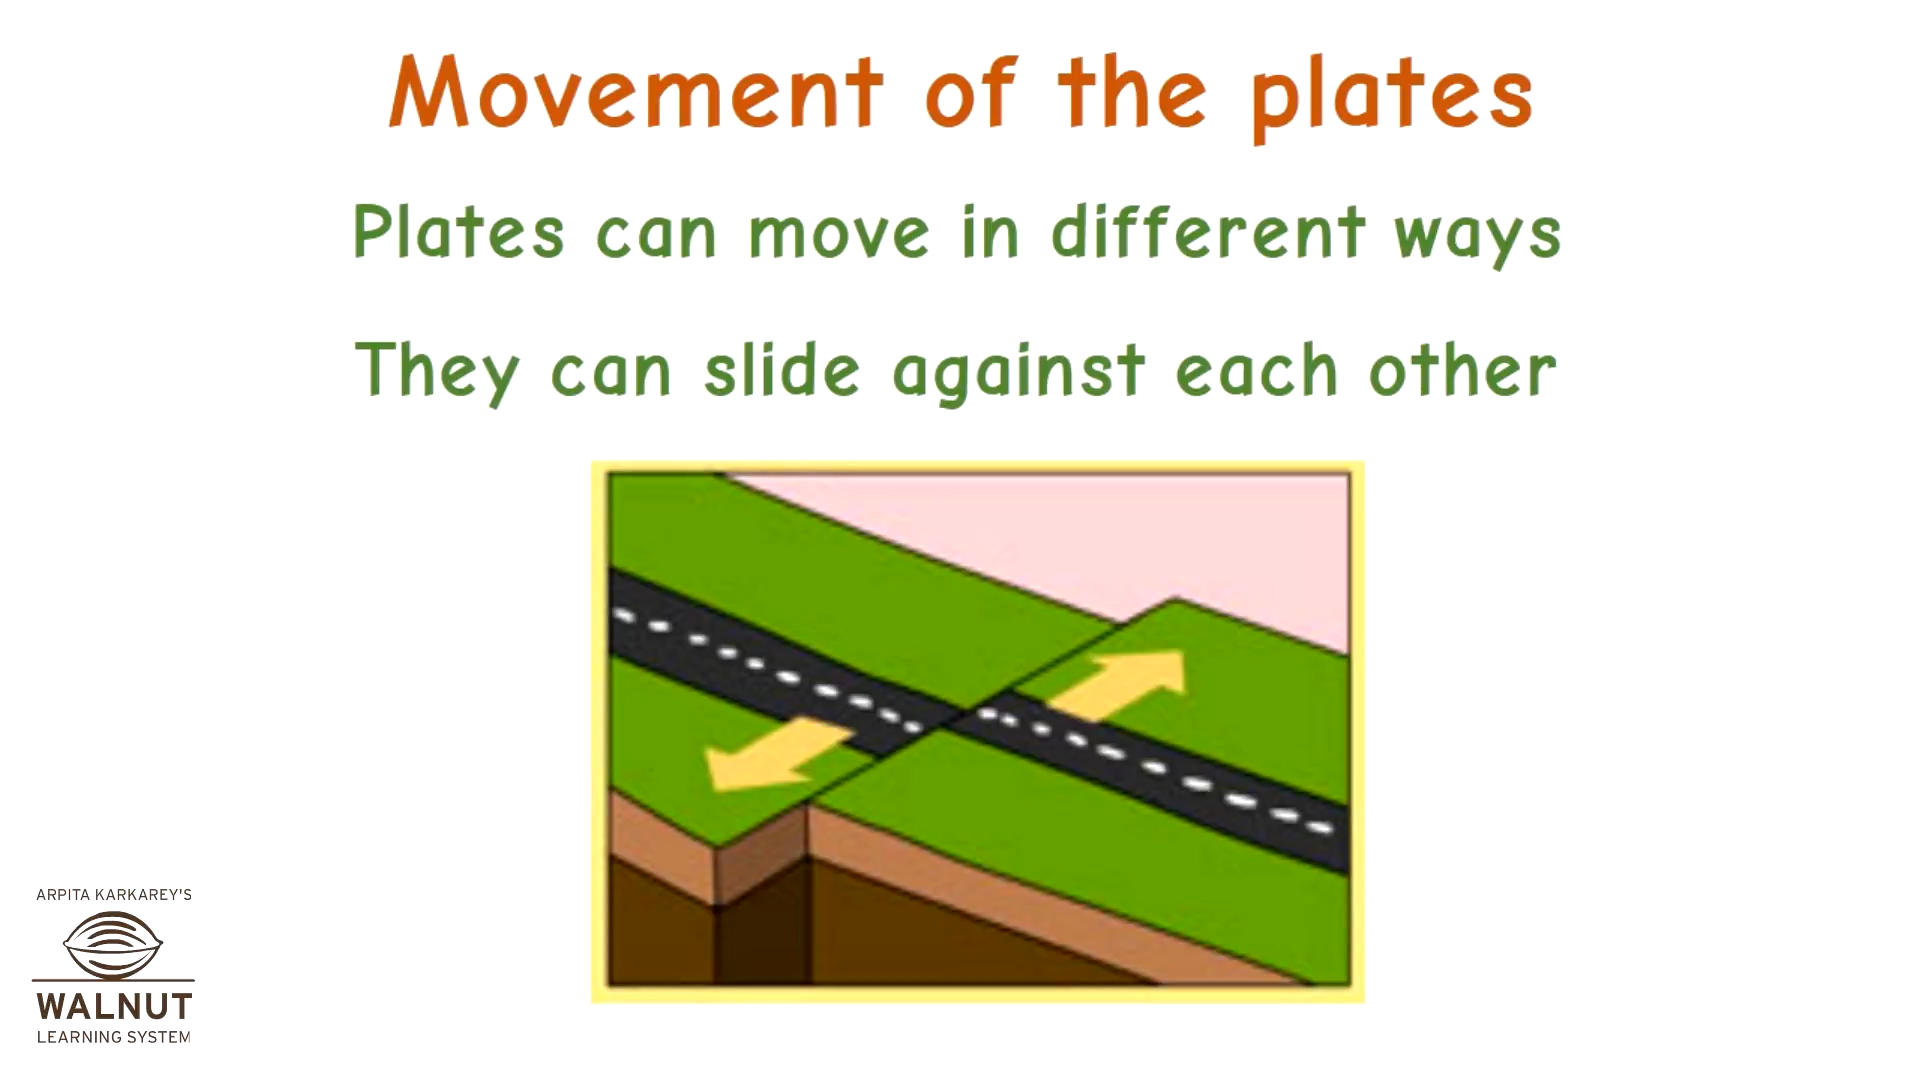 Movement of the plates
Plates can move in different ways
They can slide against each other
ARPITA KARKAREY'S
WALNUT
LEARNING SYSTEM